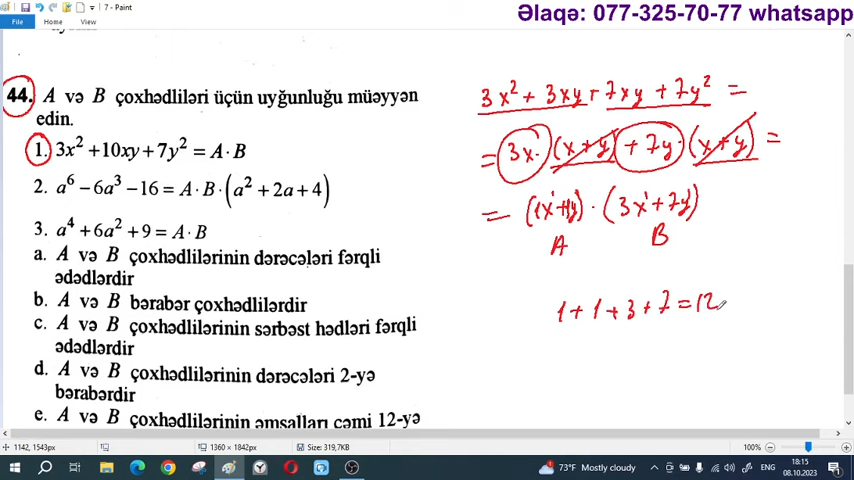 7 - Paint
Əlaqə: 077-325-70-77 whatsapp
File Home View
44. A və B çoxhədliləri üçün uyğunluğu müəyyən
edin.
1. 3x² +10xy+7y² = A · B
2. a⁶ −6a³ −16 = A · B · (a² + 2a + 4)
3. a⁴ + 6a² + 9 = A · B
a. A və B çoxhədlilərinin dərəcələri fərqli
ədədlərdir
b. A və B bərabər çoxhədlilərdir
c. A və B çoxhədlilərinin sərbəst hədləri fərqli
ədədlərdir
d. A və B çoxhədlilərinin dərəcələri 2-yə
bərabərdir
e. A və B çoxhədlilərinin əmsalları cəmi 12-yə
3x² + 3xy + 7xy + 7y² =
= 3x· (x+y) + 7y· (x+y) =
= (1x¹+1y¹) · (3x¹+7y¹)
A B
1 + 1 + 3 + 7 = 12
1142, 1543px 1360 × 1842px Size: 319,7KB 100%
73°F Mostly cloudy ENG 18:15
08.10.2023